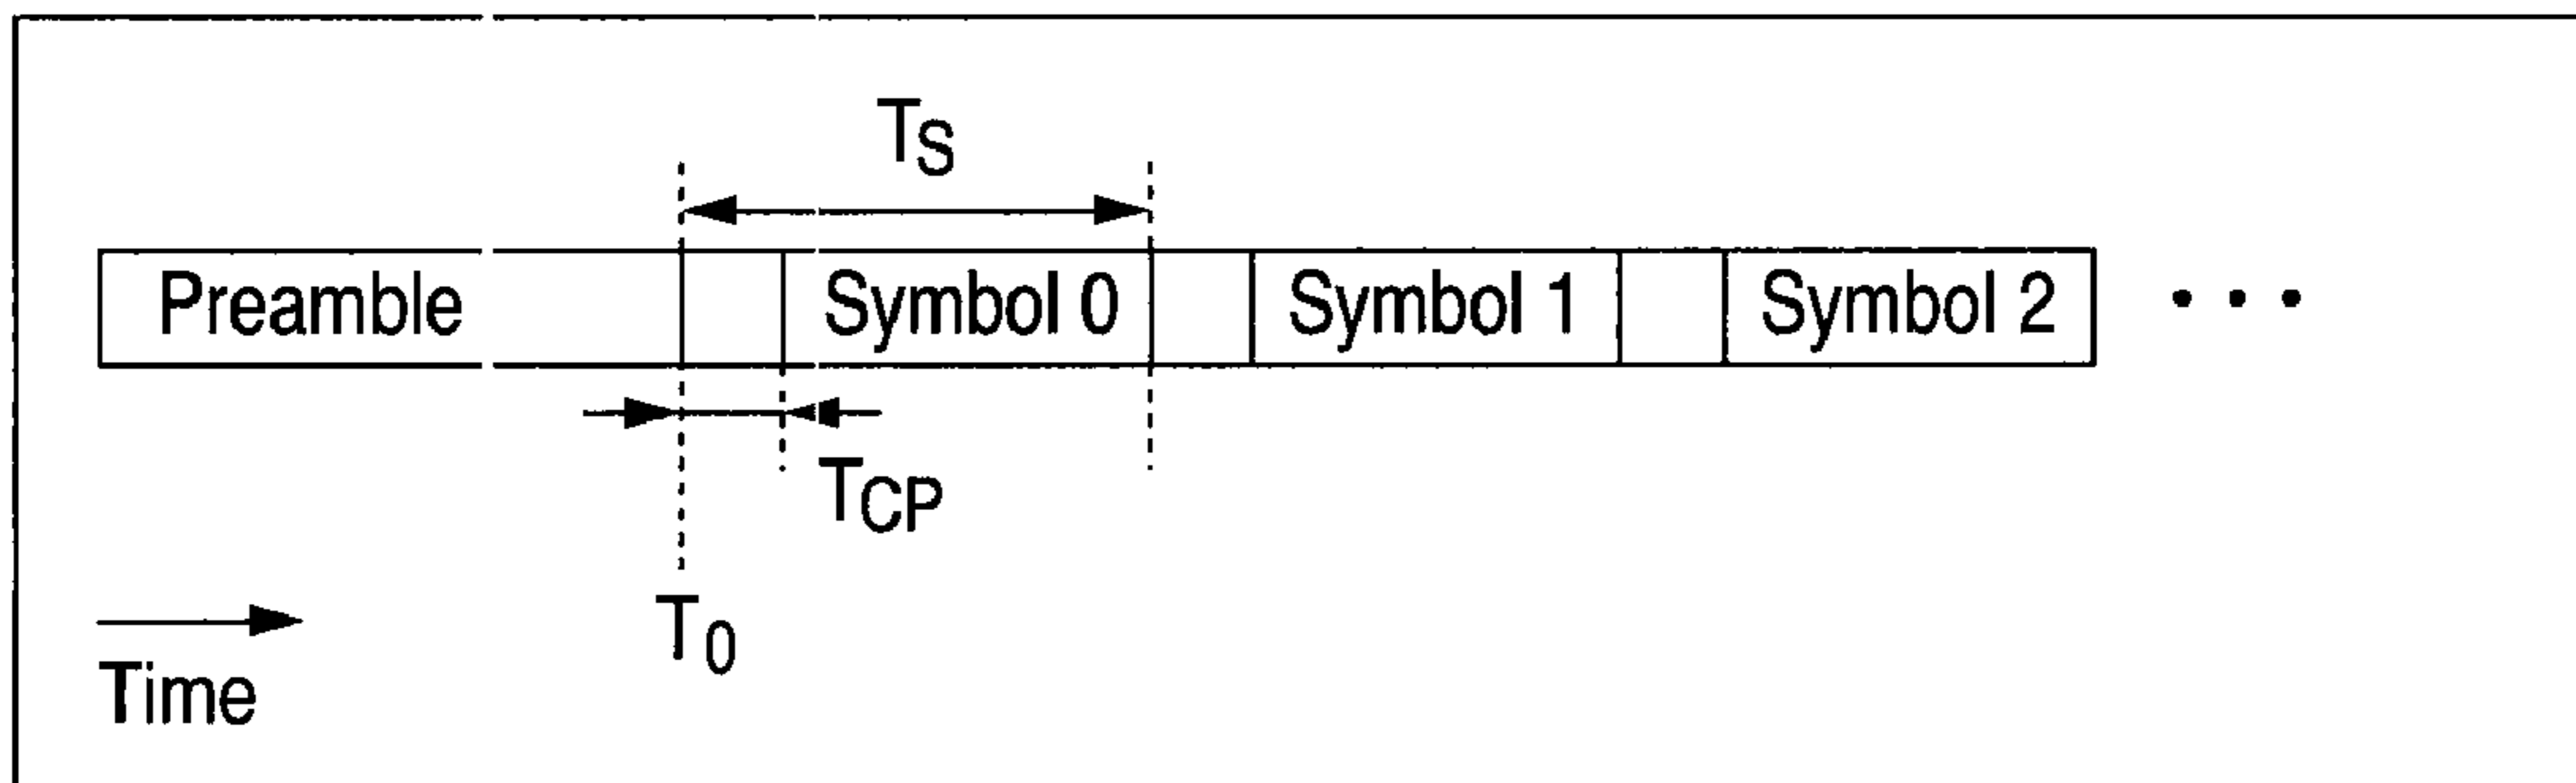 TS
Preamble Symbol 0 Symbol 1 Symbol 2 • • •
TCP
T0
Time